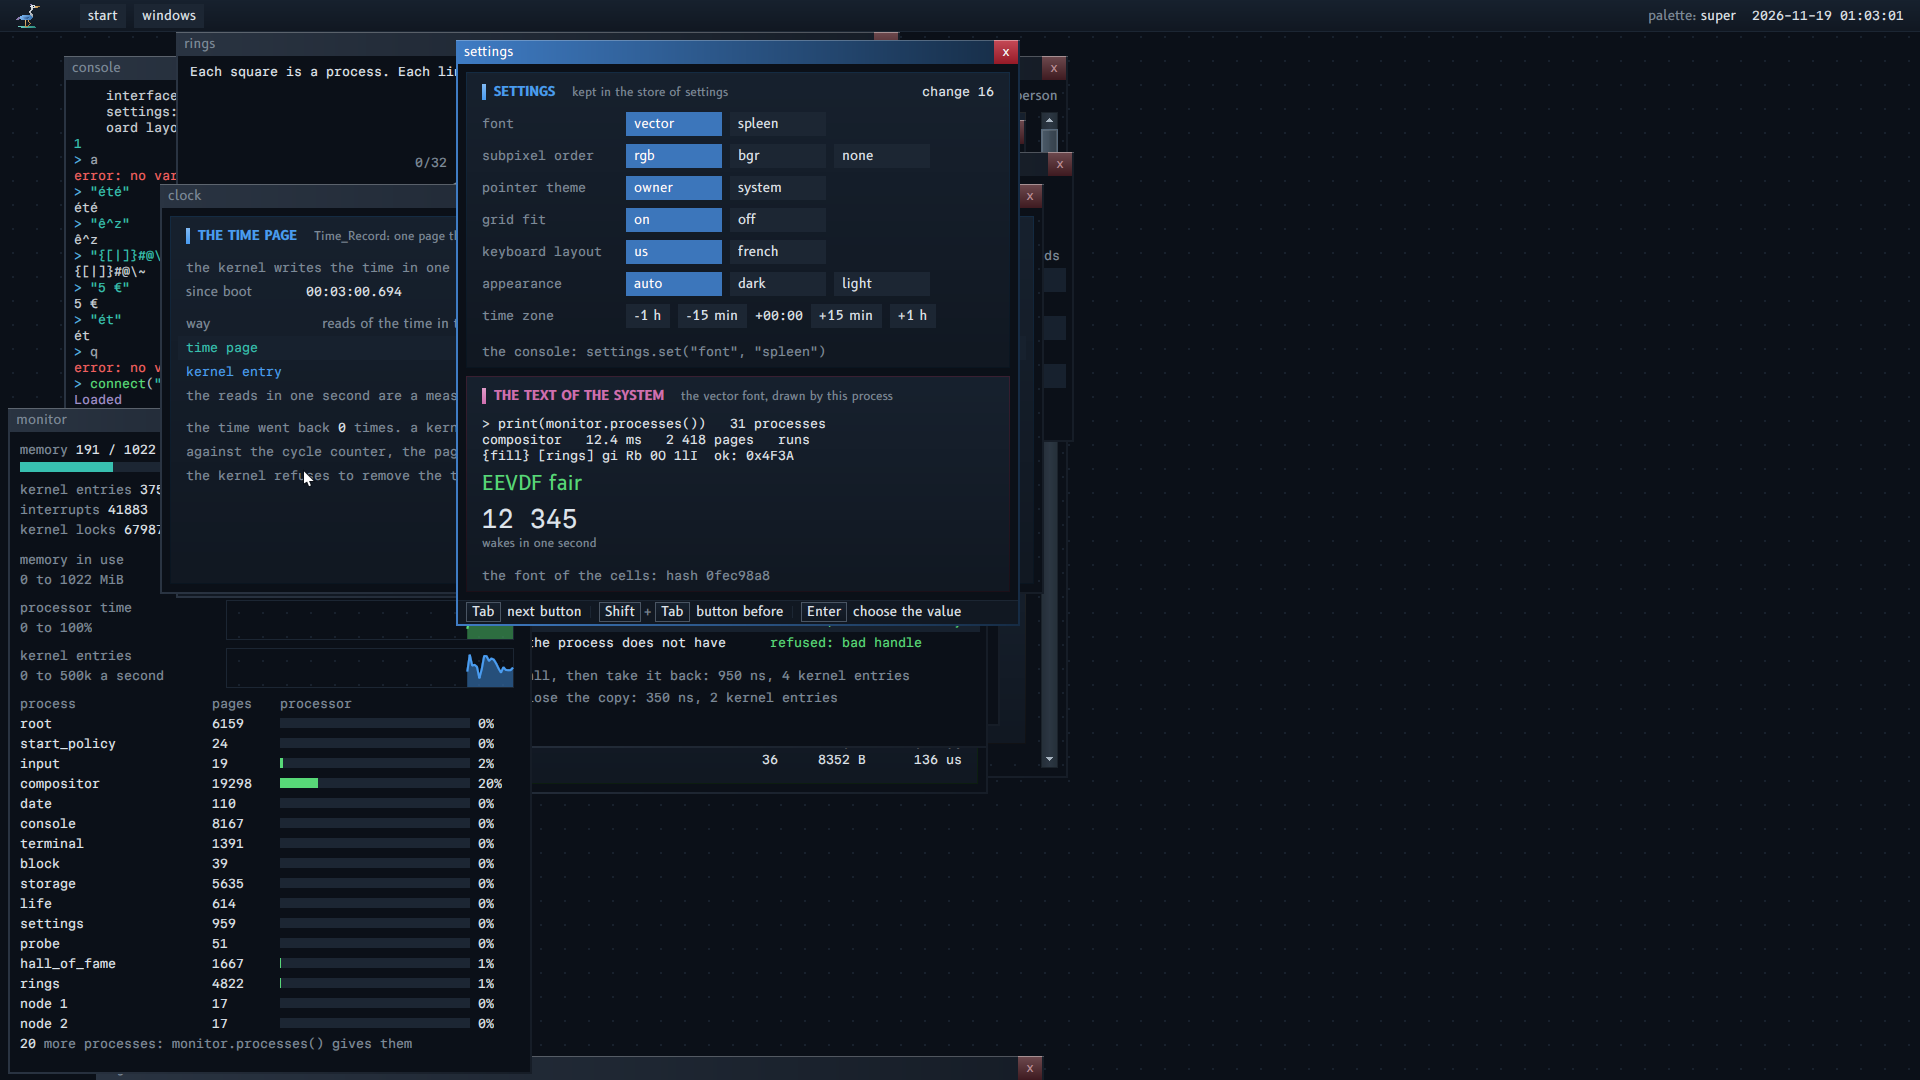 start windows palette: super 2026-11-19 01:03:01
rings
Each square is a process. Each
0/32
console
interface
settings:
oard layo
1
> a
error: no var
> "été"
été
> "ê^z"
ê^z
> "{[|]}#@\
{[|]}#@\~
> "5 €"
5 €
> "ét"
ét
> q
error: no v
> connect("
Loaded
clock
THE TIME PAGE Time_Record: one page
the kernel writes the time in one
since boot 00:03:00.694
way reads of the time in
time page
kernel entry
the reads in one second are a meas
the time went back 0 times. a kern
against the cycle counter, the pag
the kernel refuses to remove the t
settings x
SETTINGS kept in the store of settings change 16
font vector spleen
subpixel order rgb bgr none
pointer theme owner system
grid fit on off
keyboard layout us french
appearance auto dark light
time zone -1 h -15 min +00:00 +15 min +1 h
the console: settings.set("font", "spleen")
THE TEXT OF THE SYSTEM the vector font, drawn by this process
> print(monitor.processes()) 31 processes
compositor 12.4 ms 2 418 pages runs
{fill} [rings] gi Rb 0O 1lI ok: 0x4F3A
EEVDF fair
12 345
wakes in one second
the font of the cells: hash 0fec98a8
Tab next button Shift + Tab button before Enter choose the value
x
erson
x
x
ds
the process does not have refused: bad handle
all, then take it back: 950 ns, 4 kernel entries
lose the copy: 350 ns, 2 kernel entries
36 8352 B 136 us
monitor
memory 191 / 1022
kernel entries 375
interrupts 41883
kernel locks 67987
memory in use
0 to 1022 MiB
processor time
0 to 100%
kernel entries
0 to 500k a second
process pages processor
root 6159 0%
start_policy 24 0%
input 19 2%
compositor 19298 20%
date 110 0%
console 8167 0%
terminal 1391 0%
block 39 0%
storage 5635 0%
life 614 0%
settings 959 0%
probe 51 0%
hall_of_fame 1667 1%
rings 4822 1%
node 1 17 0%
node 2 17 0%
20 more processes: monitor.processes() gives them
x